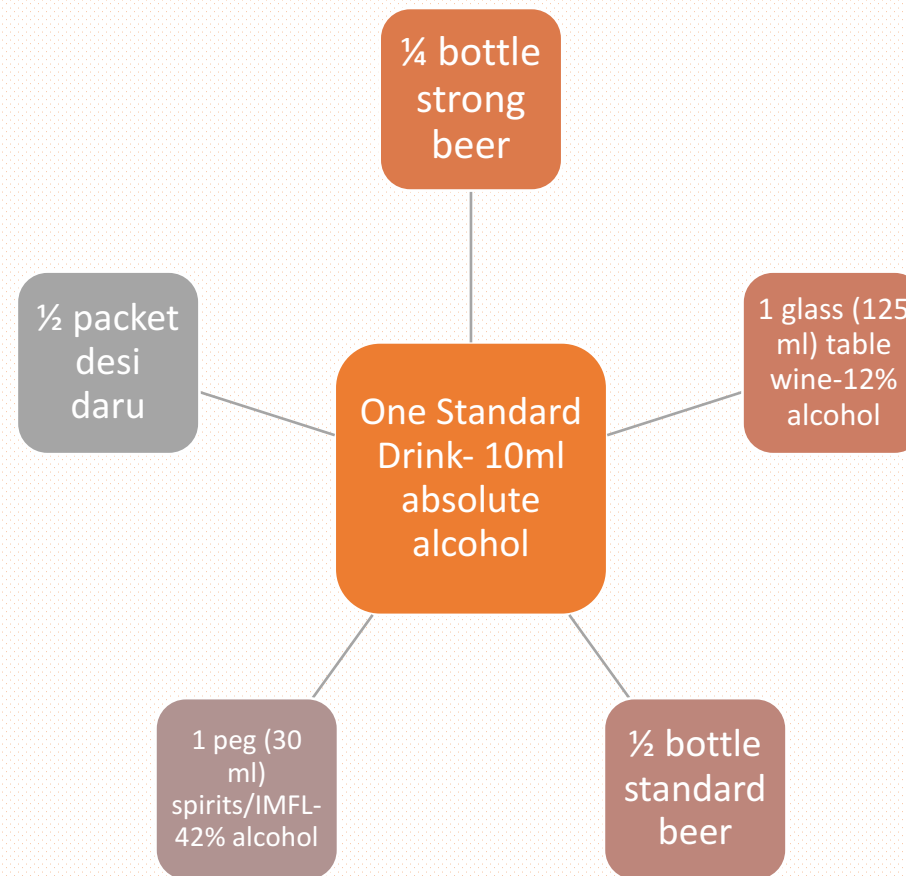 ¼ bottle
strong
beer
½ packet
desi
daru
1 glass (125
ml) table
wine-12%
alcohol
One Standard
Drink- 10ml
absolute
alcohol
1 peg (30
ml)
spirits/IMFL-
42% alcohol
½ bottle
standard
beer